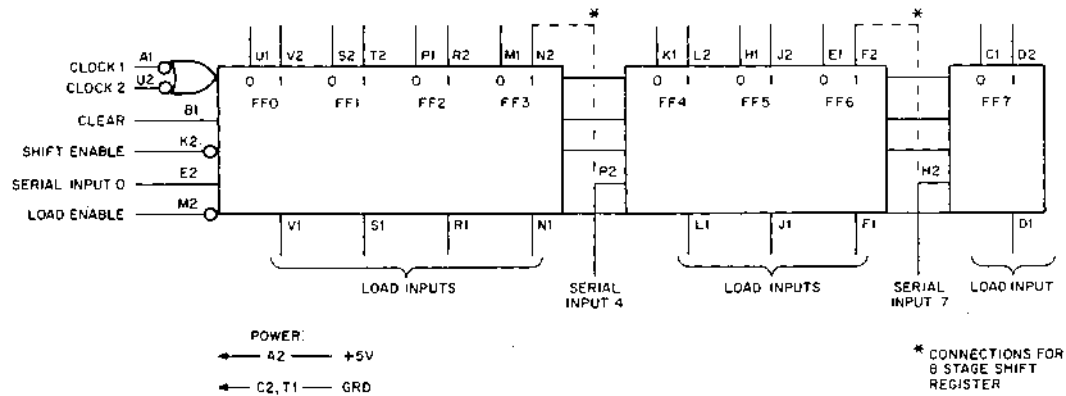 * *
U1 V2 S2 T2 P1 R2 M1 N2 K1 L2 H1 J2 E1 F2 C1 D2
A1
CLOCK 1
U2
CLOCK 2
0 1 0 1 0 1 0 1 0 1 0 1 0 1 0 1
FF0 FF1 FF2 FF3 FF4 FF5 FF6 FF7
B1
CLEAR
K2
SHIFT ENABLE
P2 H2
E2
SERIAL INPUT 0
M2
LOAD ENABLE
V1 S1 R1 N1 L1 J1 F1 D1
LOAD INPUTS SERIAL INPUT 4 LOAD INPUTS SERIAL INPUT 7 LOAD INPUT
POWER:
A2 +5V
C2, T1 GRD
* CONNECTIONS FOR
8 STAGE SHIFT
REGISTER